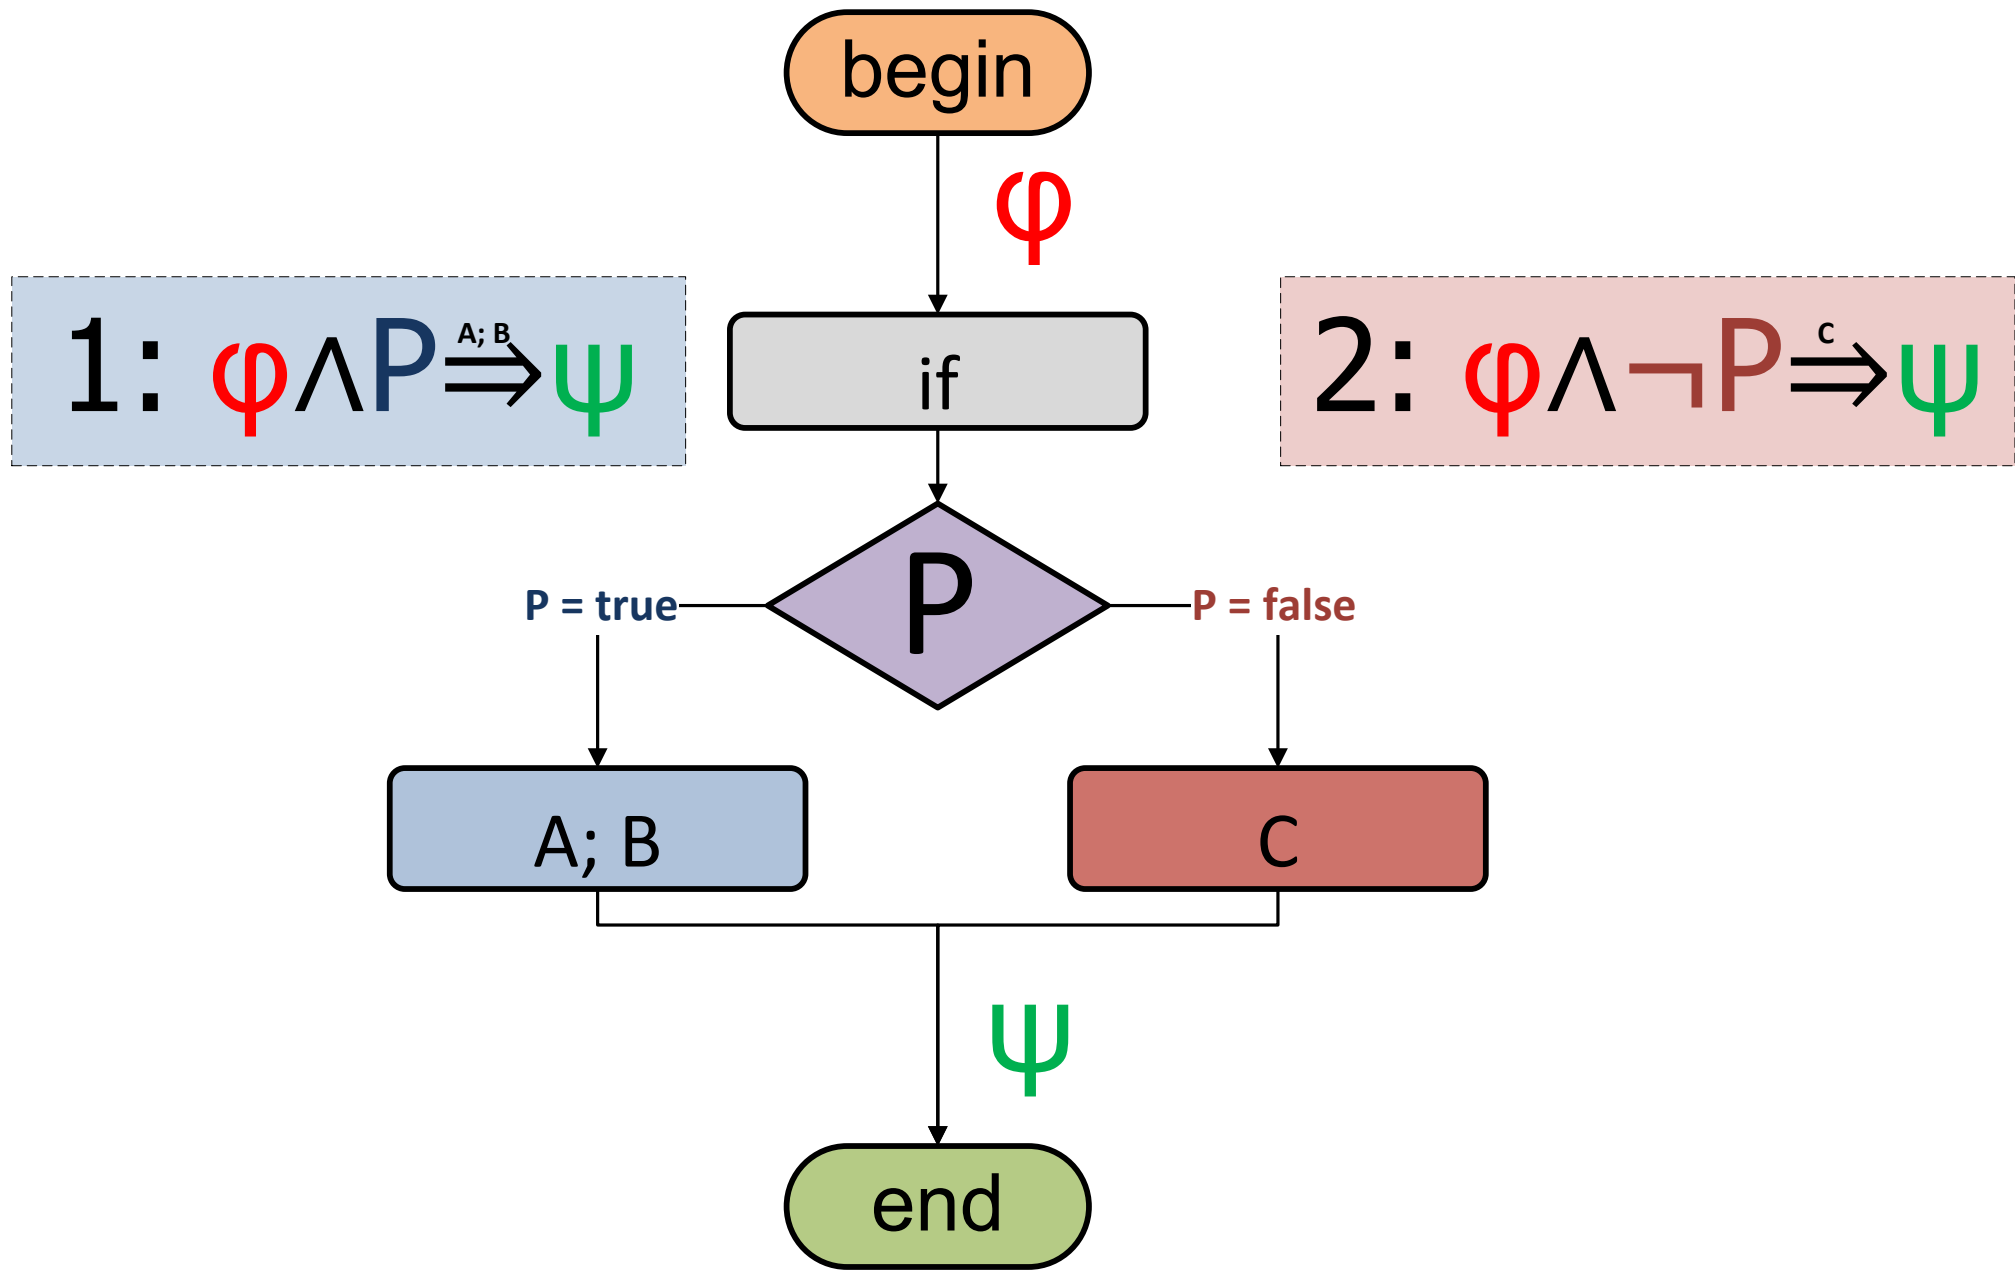 begin
φ
1: φ∧P A; B ⇒ ψ
if
2: φ∧¬P C ⇒ ψ
P
P = true
P = false
A; B
C
ψ
end